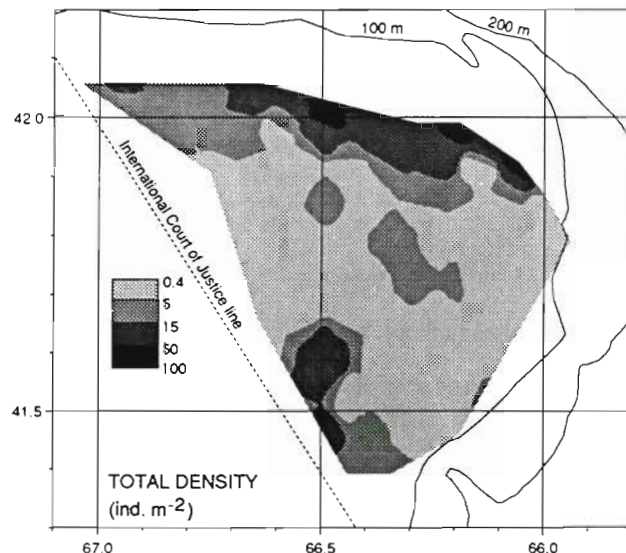 100 m
200 m
42.0
International Court of Justice line
0.4
5
15
50
100
41.5
TOTAL DENSITY
(ind. m-2)
67.0
66.5
66.0